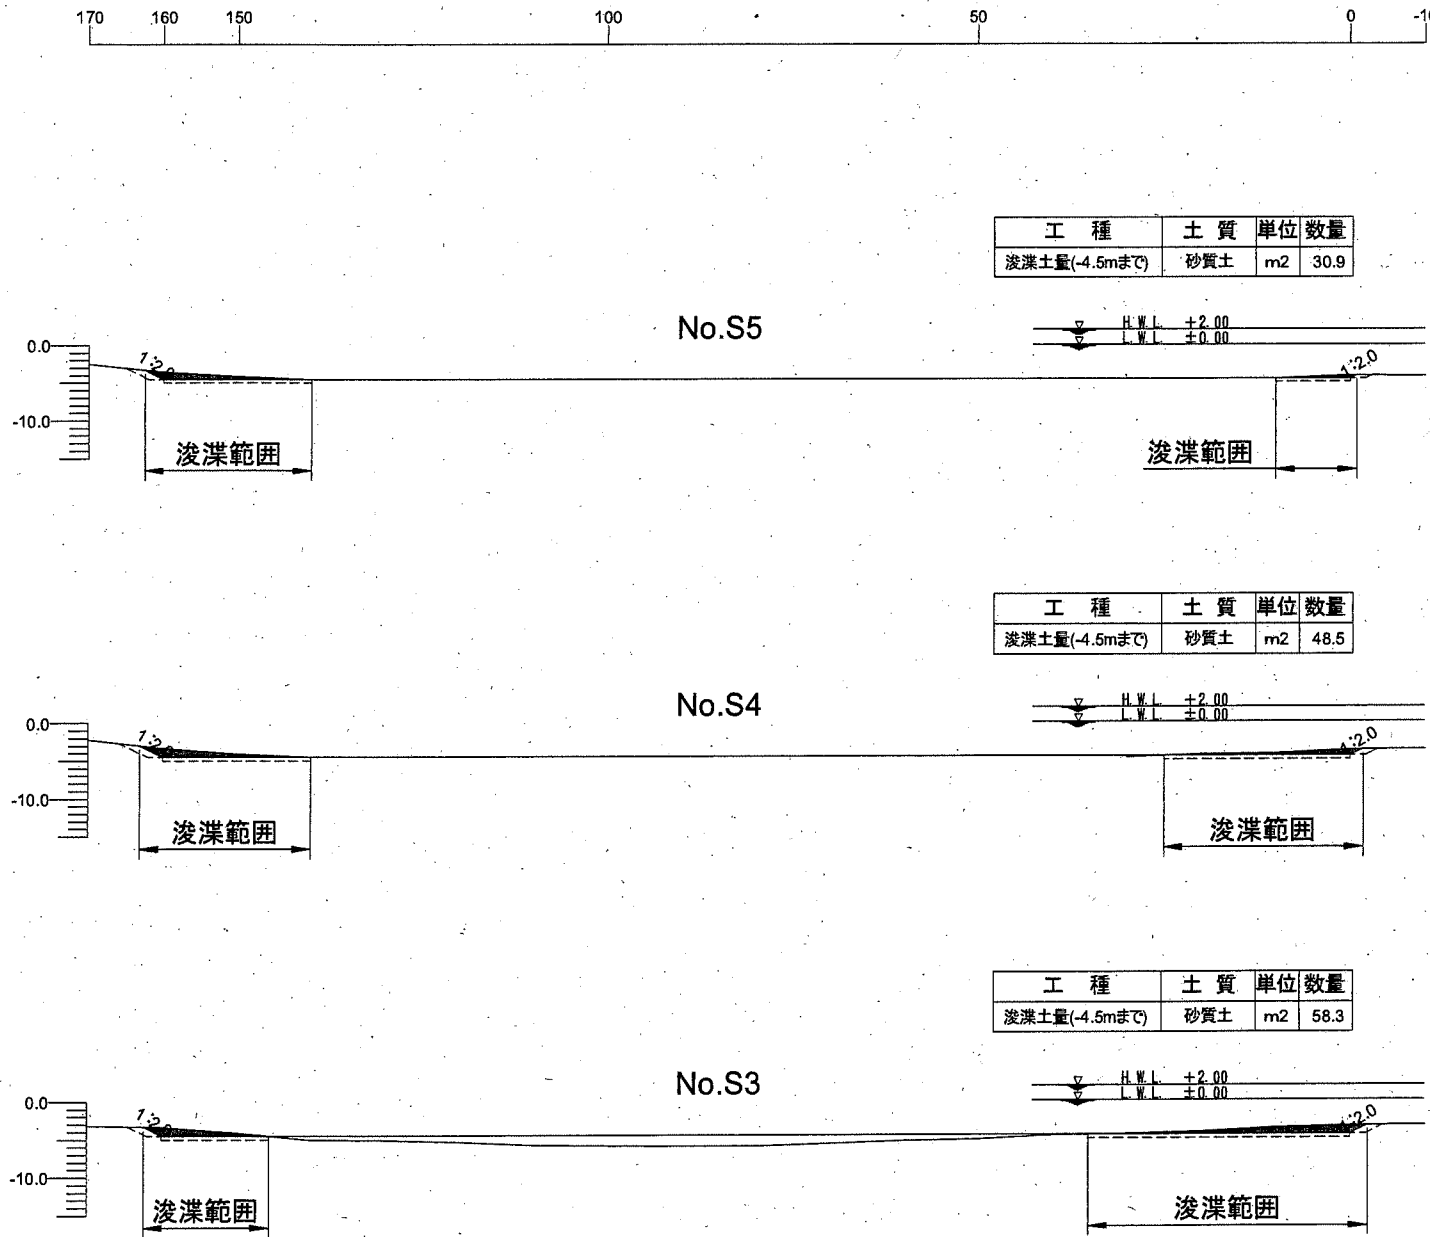 170 160 150 100 50 0
工種 土質 単位 数量
浚渫土量(-4.5mまで) 砂質土 m2 30.9
No.S5
H.W.L. +2.00
L.W.L. ±0.00
0.0
1:2.0
1:2.0
-10.0
浚渫範囲
浚渫範囲
工種 土質 単位 数量
浚渫土量(-4.5mまで) 砂質土 m2 48.5
No.S4
H.W.L. +2.00
L.W.L. ±0.00
0.0
1:2.0
1:2.0
-10.0
浚渫範囲
浚渫範囲
工種 土質 単位 数量
浚渫土量(-4.5mまで) 砂質土 m2 58.3
No.S3
H.W.L. +2.00
L.W.L. ±0.00
0.0
1:2.0
1:2.0
-10.0
浚渫範囲
浚渫範囲